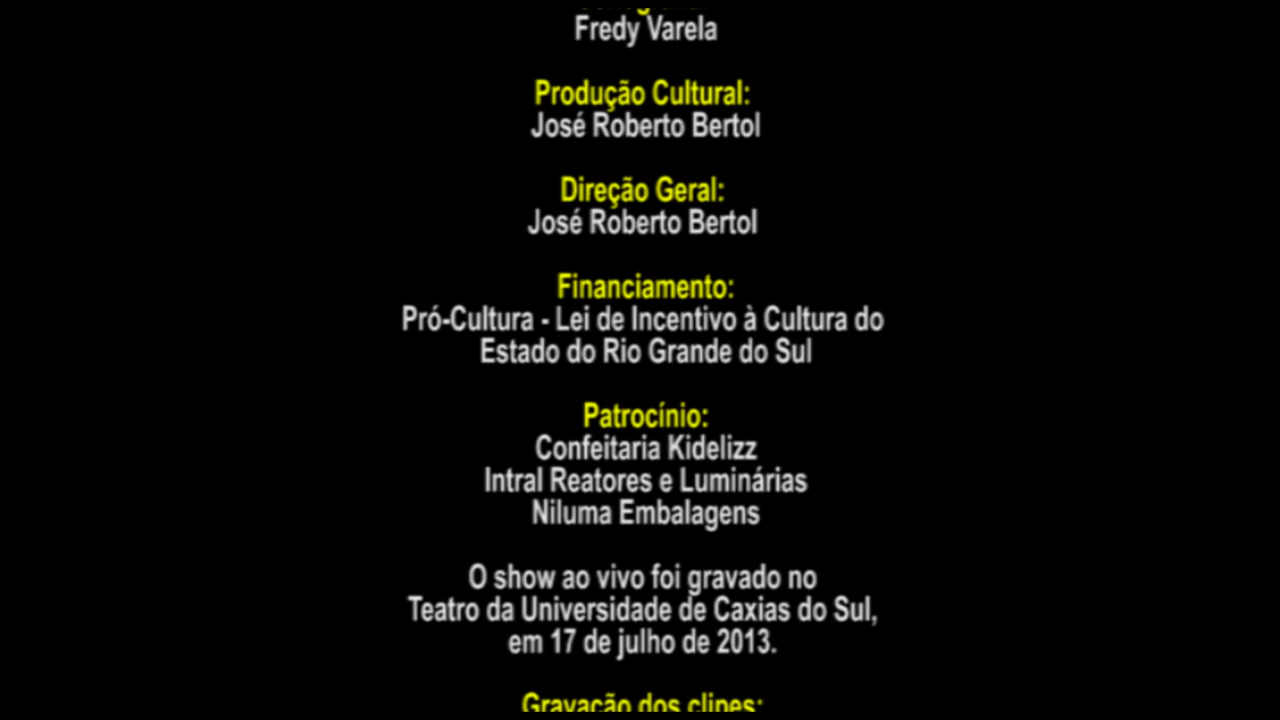 Fredy Varela
Produção Cultural:
José Roberto Bertol
Direção Geral:
José Roberto Bertol
Financiamento:
Pró-Cultura - Lei de Incentivo à Cultura do
Estado do Rio Grande do Sul
Patrocínio:
Confeitaria Kidelizz
Intral Reatores e Luminárias
Niluma Embalagens
O show ao vivo foi gravado no
Teatro da Universidade de Caxias do Sul,
em 17 de julho de 2013.
Gravação dos clipes: